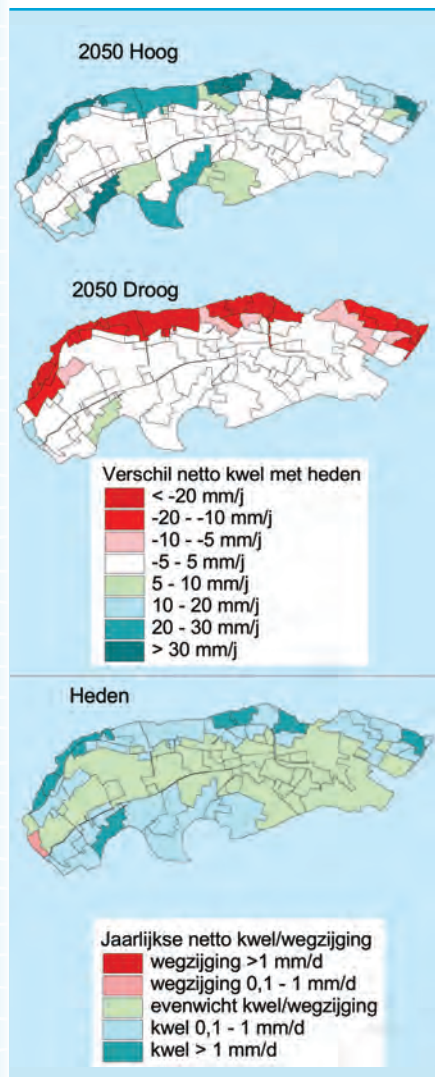 2050 Hoog
2050 Droog
Verschil netto kwel met heden
< -20 mm/j
-20 - -10 mm/j
-10 - -5 mm/j
-5 - 5 mm/j
5 - 10 mm/j
10 - 20 mm/j
20 - 30 mm/j
> 30 mm/j
Heden
Jaarlijkse netto kwel/wegzijging
wegzijging >1 mm/d
wegzijging 0,1 - 1 mm/d
evenwicht kwel/wegzijging
kwel 0,1 - 1 mm/d
kwel > 1 mm/d